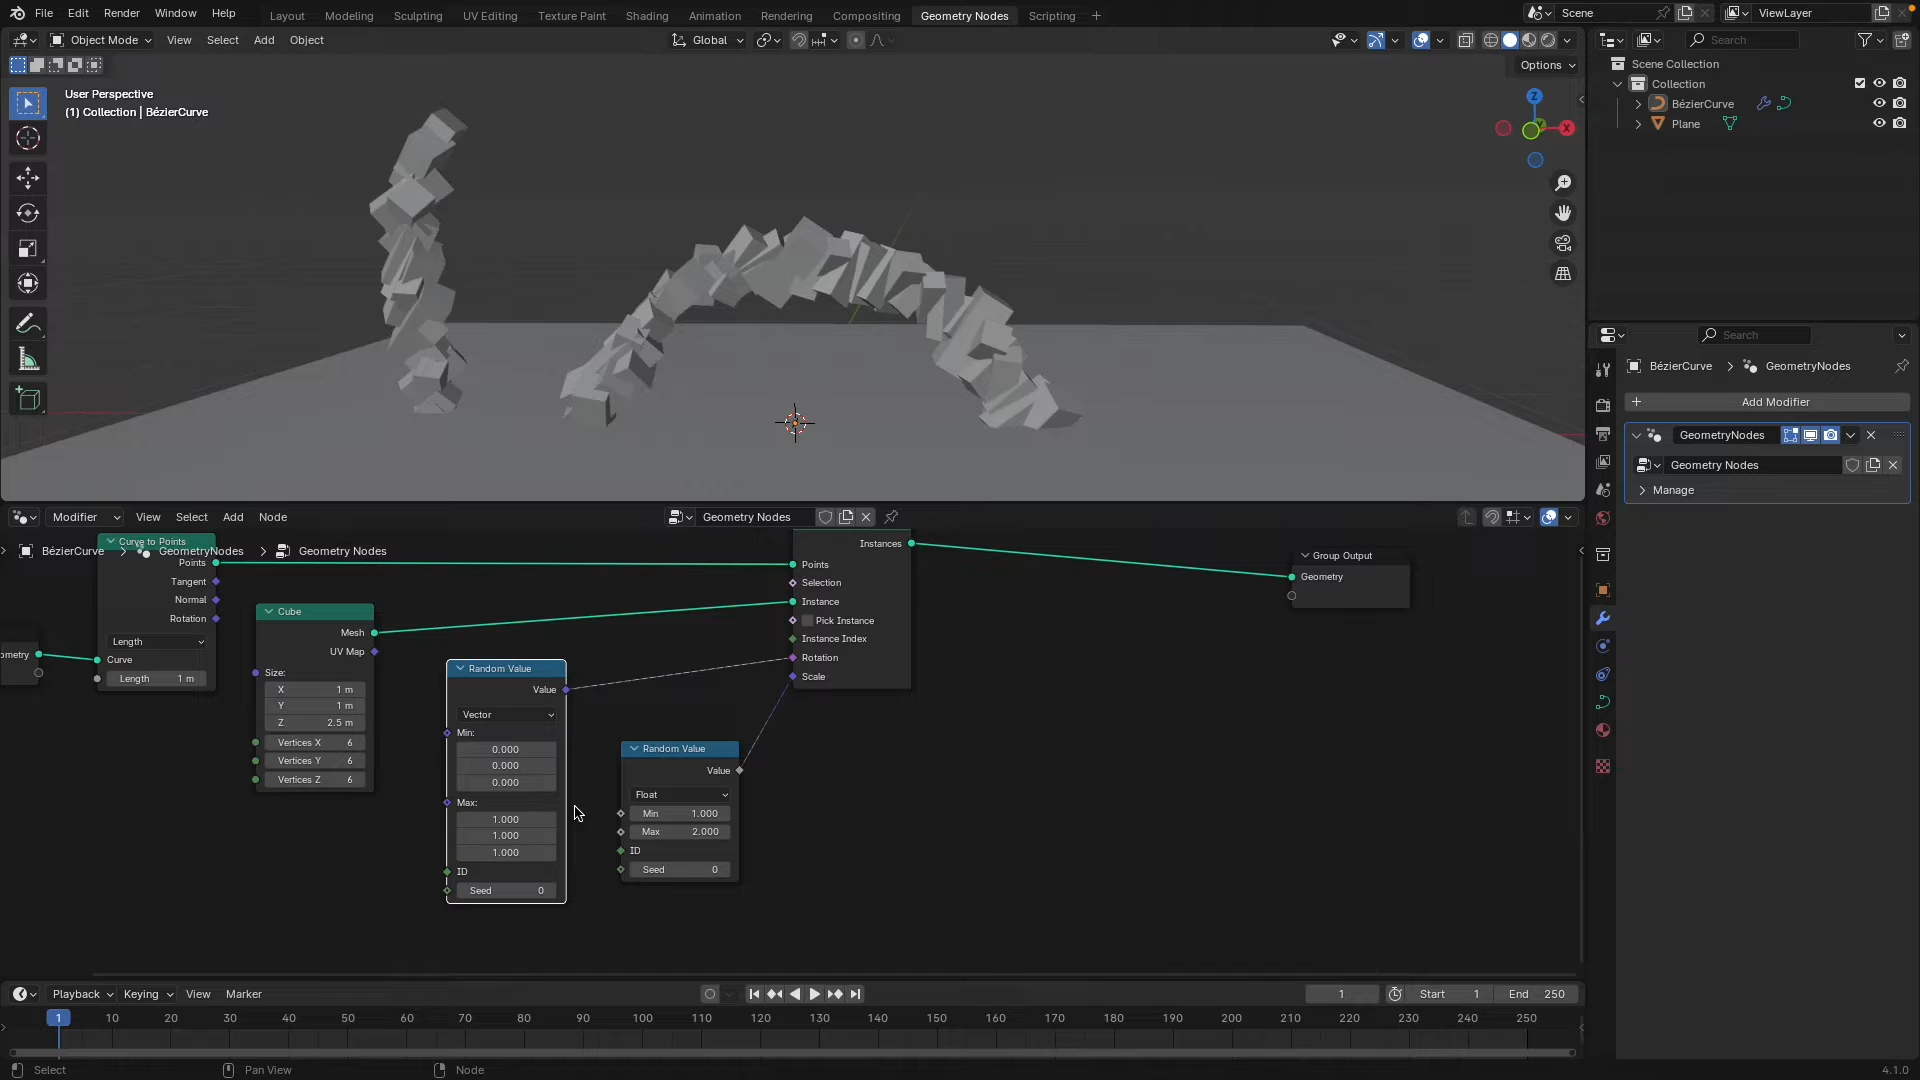 File Edit Render Window Help Layout Modeling Sculpting UV Editing Texture Paint Shading Animation Rendering Compositing Geometry Nodes Scripting + Scene ViewLayer
Object Mode View Select Add Object Global Search
Options
User Perspective
(1) Collection | BézierCurve
Z
X
Scene Collection
Collection
BézierCurve
Plane
Search
BézierCurve > GeometryNodes
+ Add Modifier
GeometryNodes
Geometry Nodes
Manage
Modifier View Select Add Node Geometry Nodes
BézierCurve > GeometryNodes > Geometry Nodes
Curve to Points
Points
Tangent
Normal
Rotation
Length
Curve
Length 1 m
ometry
Cube
Mesh
UV Map
Size:
X 1 m
Y 1 m
Z 2.5 m
Vertices X 6
Vertices Y 6
Vertices Z 6
Random Value
Value
Vector
Min:
0.000
0.000
0.000
Max:
1.000
1.000
1.000
ID
Seed 0
Random Value
Value
Float
Min 1.000
Max 2.000
ID
Seed 0
Instances
Points
Selection
Instance
Pick Instance
Instance Index
Rotation
Scale
Group Output
Geometry
Playback Keying View Marker 1 Start 1 End 250
1 10 20 30 40 50 60 70 80 90 100 110 120 130 140 150 160 170 180 190 200 210 220 230 240 250
Select Pan View Node 4.1.0